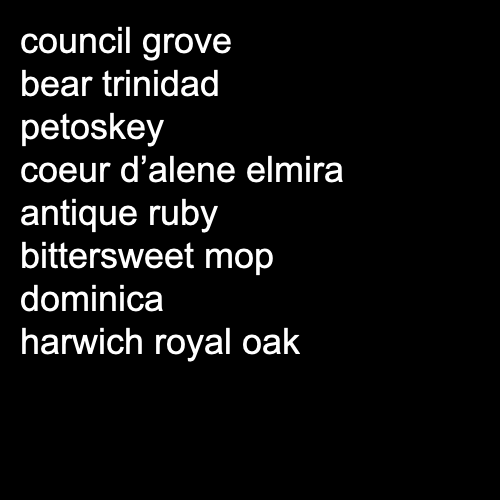 council grove
bear trinidad
petoskey
coeur d’alene elmira
antique ruby
bittersweet mop
dominica
harwich royal oak